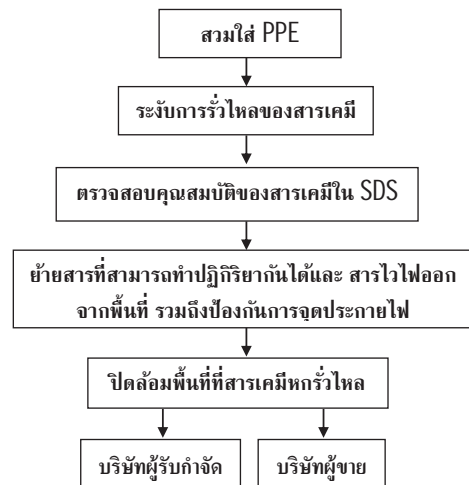 สวมใส่ PPE
ระงับการรั่วไหลของสารเคมี
ตรวจสอบคุณสมบัติของสารเคมีใน SDS
ย้ายสารที่สามารถทำปฏิกิริยากันได้และ สารไวไฟออก
จากพื้นที่ รวมถึงป้องกันการจุดประกายไฟ
ปิดล้อมพื้นที่ที่สารเคมีหกรั่วไหล
บริษัทผู้รับกำจัด
บริษัทผู้ขาย